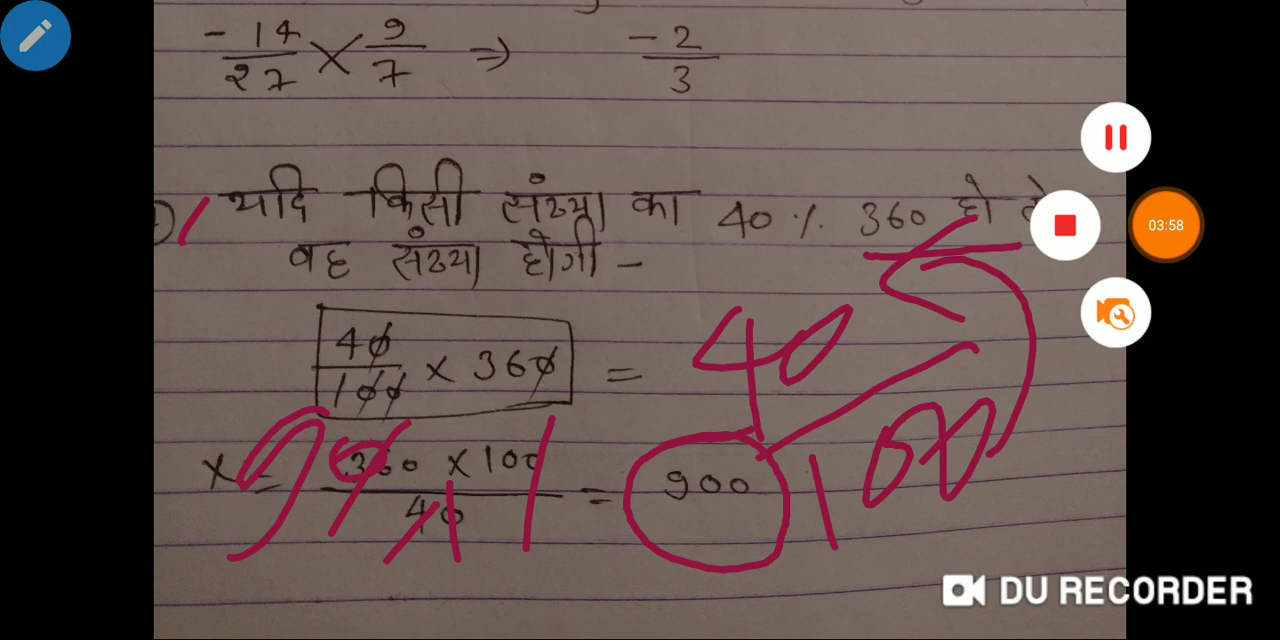 -14/27 × 9/7 ⇒ -2/3
यदि किसी संख्या का 40 %. 360 हो
वह संख्या होगी –
40/100 × 360 = 40
x = 360 × 100 / 40 = 900
100
03:58
DU RECORDER